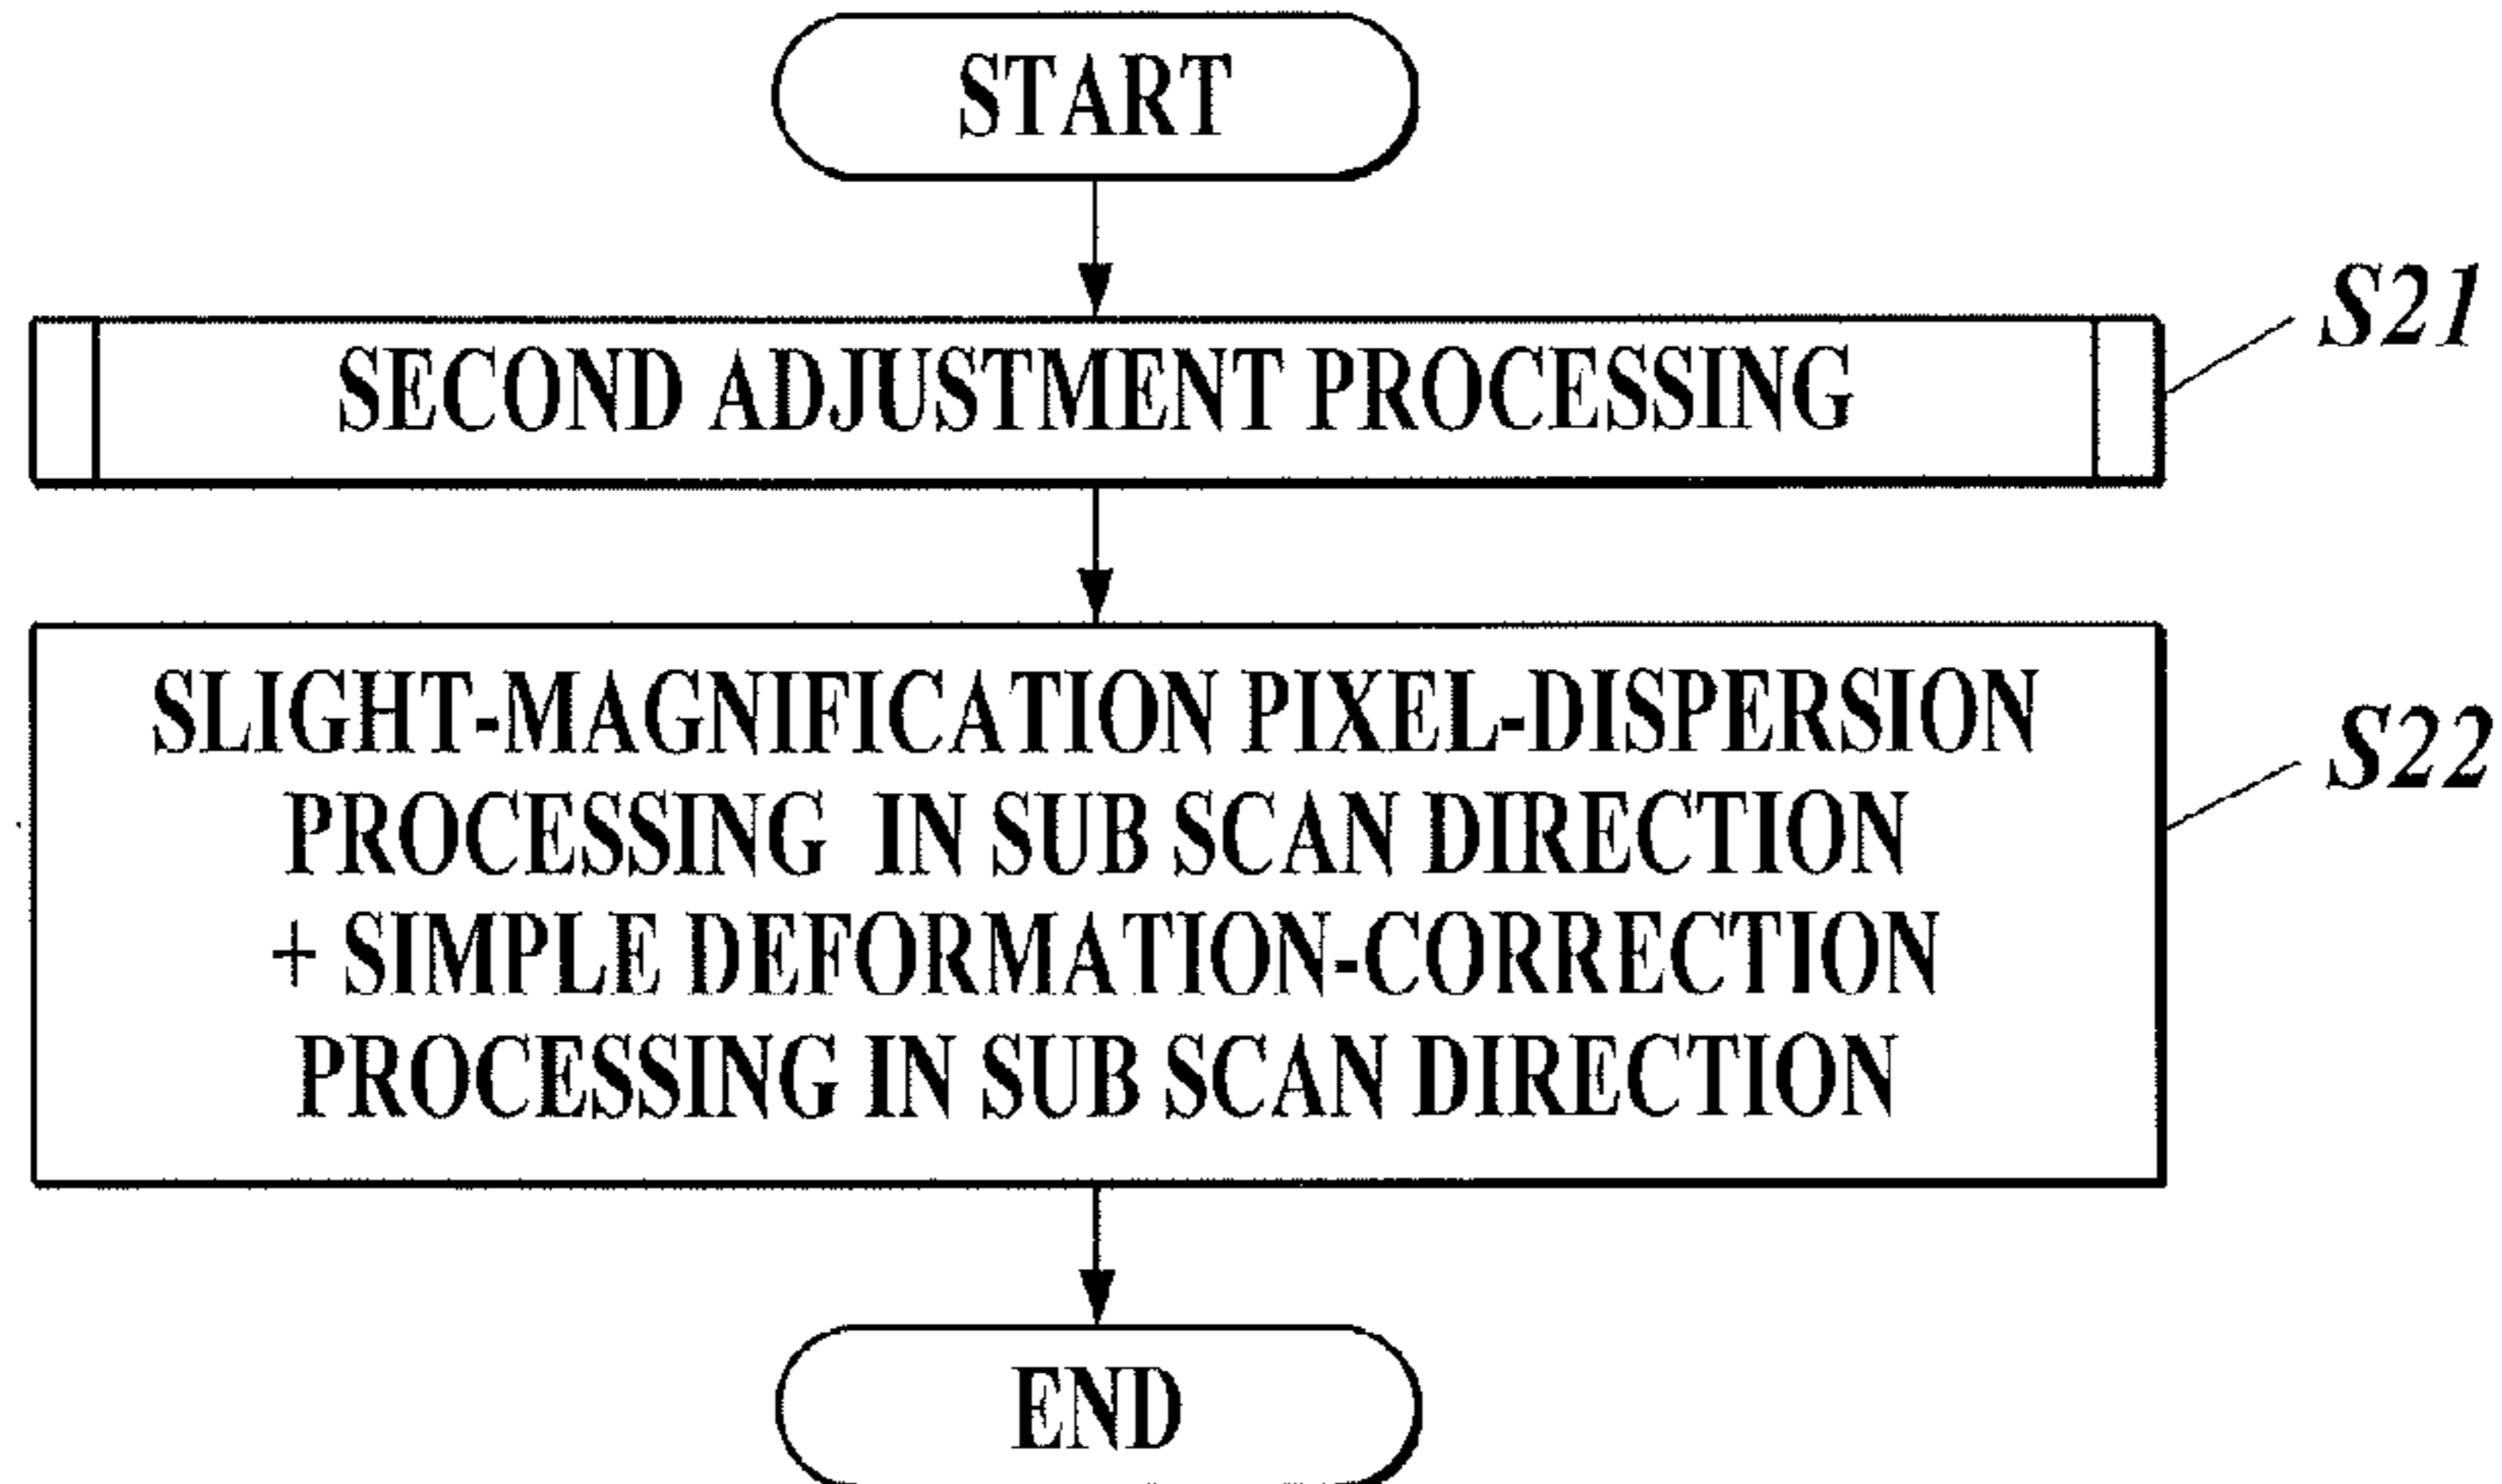 START
S21
SECOND ADJUSTMENT PROCESSING
SLIGHT-MAGNIFICATION PIXEL-DISPERSION
PROCESSING IN SUB SCAN DIRECTION
+ SIMPLE DEFORMATION-CORRECTION
PROCESSING IN SUB SCAN DIRECTION
S22
END